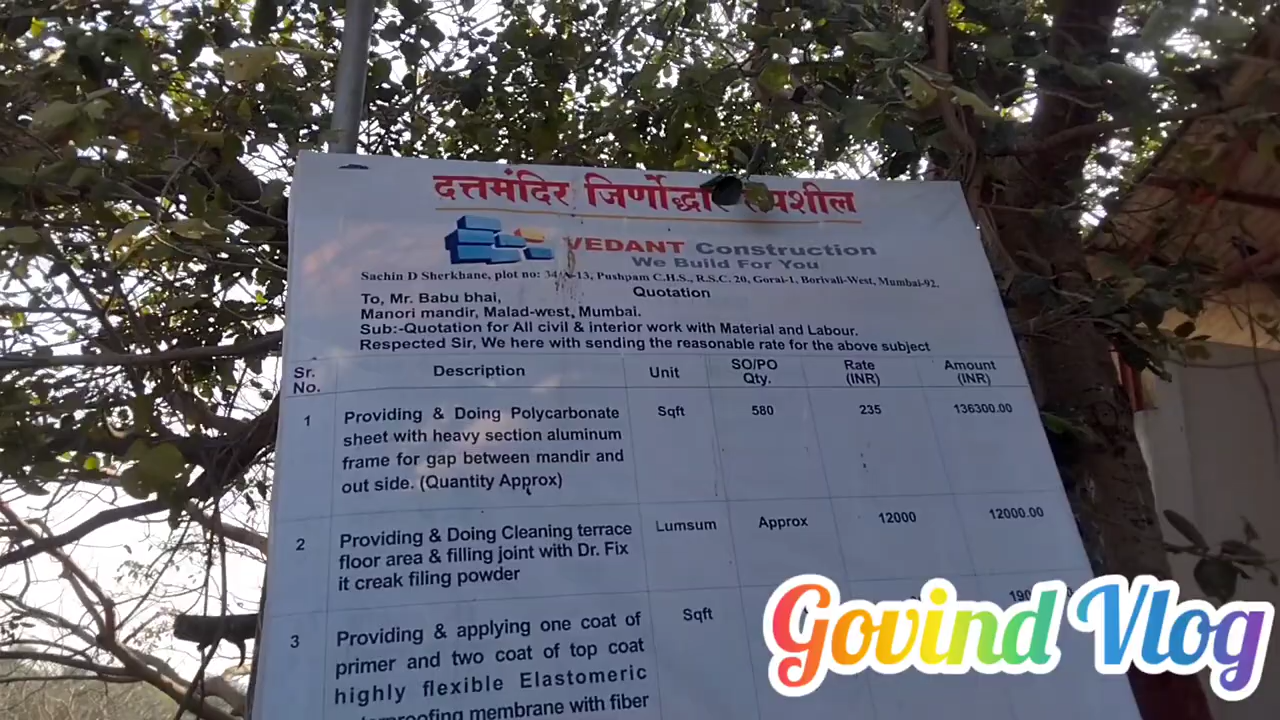 दत्तमंदिर जिर्णोद्धार तपशील
VEDANT Construction
We Build For You
Sachin D Sherkhane, plot no: 34/A-13, Pushpam C.H.S., R.S.C. 20, Gorai-1, Borivali-West, Mumbai-92.
Quotation
To, Mr. Babu bhai,
Manori mandir, Malad-west, Mumbai.
Sub:-Quotation for All civil & interior work with Material and Labour.
Respected Sir, We here with sending the reasonable rate for the above subject
Sr. No. Description Unit SO/PO Qty. Rate (INR) Amount (INR)
1 Providing & Doing Polycarbonate Sqft 580 235 136300.00
sheet with heavy section aluminum
frame for gap between mandir and
out side. (Quantity Approx)
2 Providing & Doing Cleaning terrace Lumsum Approx 12000 12000.00
floor area & filling joint with Dr. Fix
it creak filing powder
3 Providing & applying one coat of Sqft
primer and two coat of top coat
highly flexible Elastomeric
membrane with fiber
Govind Vlog